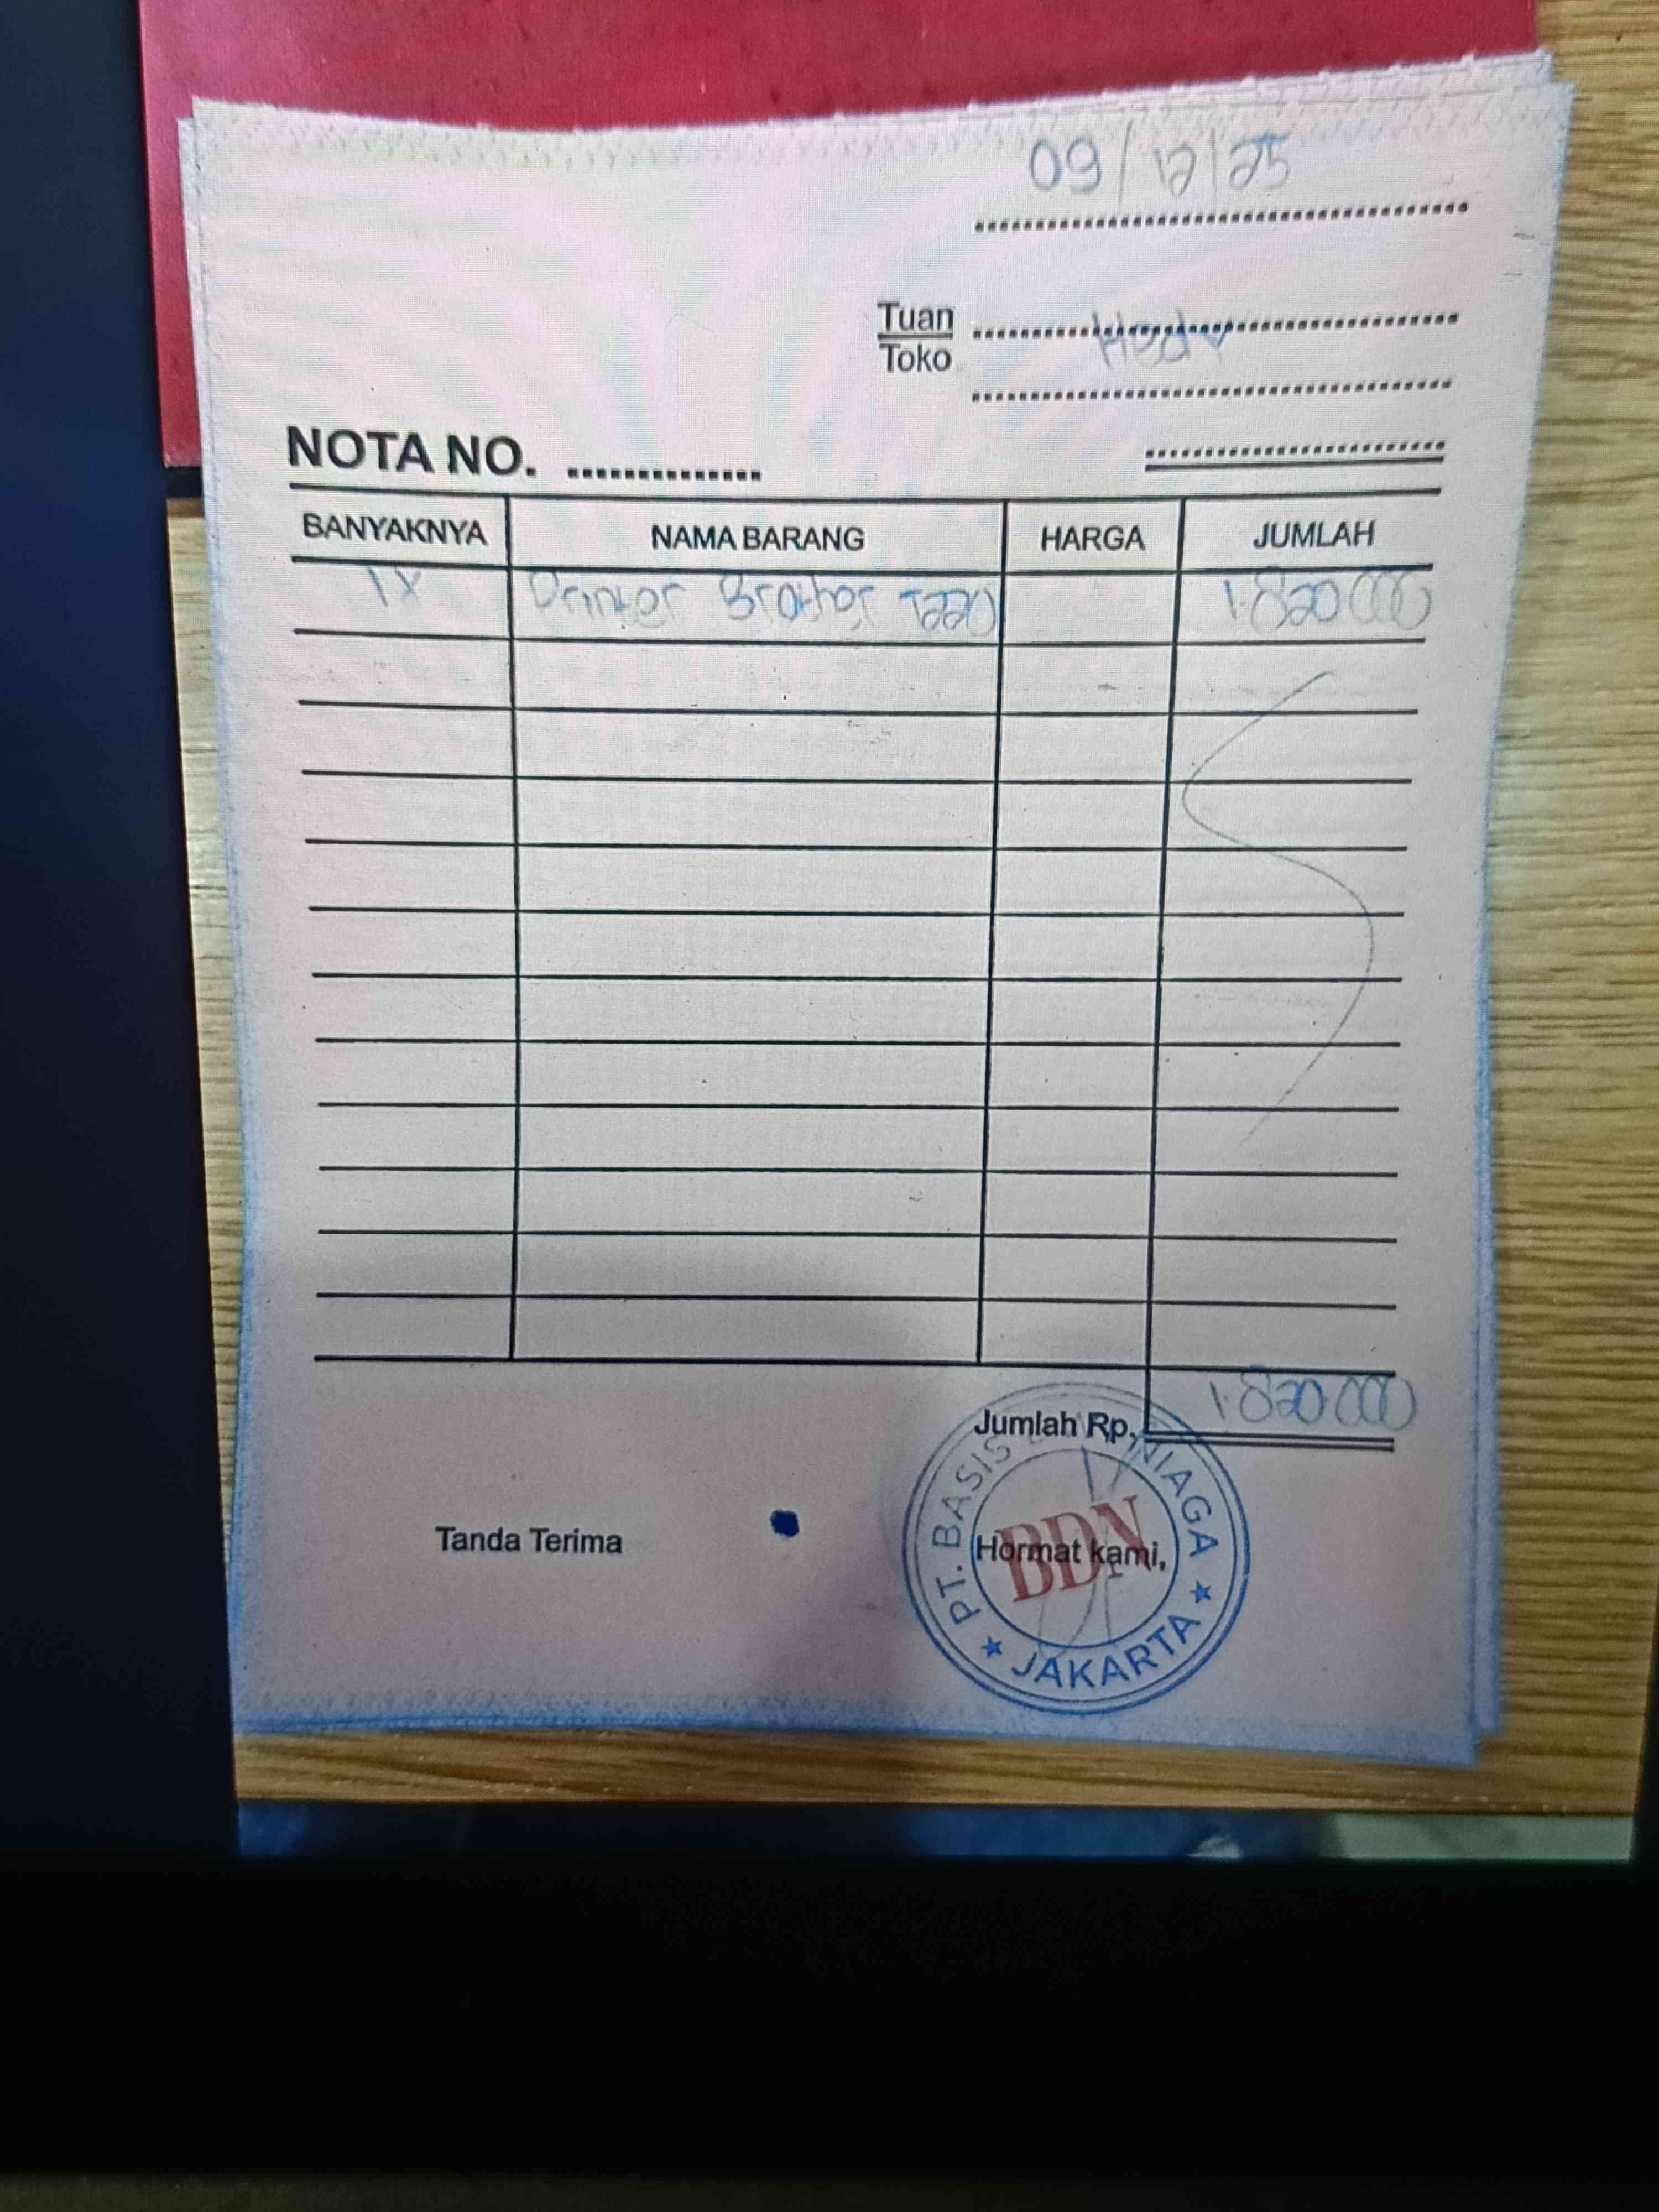 09/12/25
Tuan
Toko
Hedy
NOTA NO.
BANYAKNYA NAMA BARANG HARGA JUMLAH
1x Printer Brother T220 1.820.000
Jumlah Rp, 1.820.000
Tanda Terima
Hormat kami,
PT. BASIS NIAGA
BDN
JAKARTA